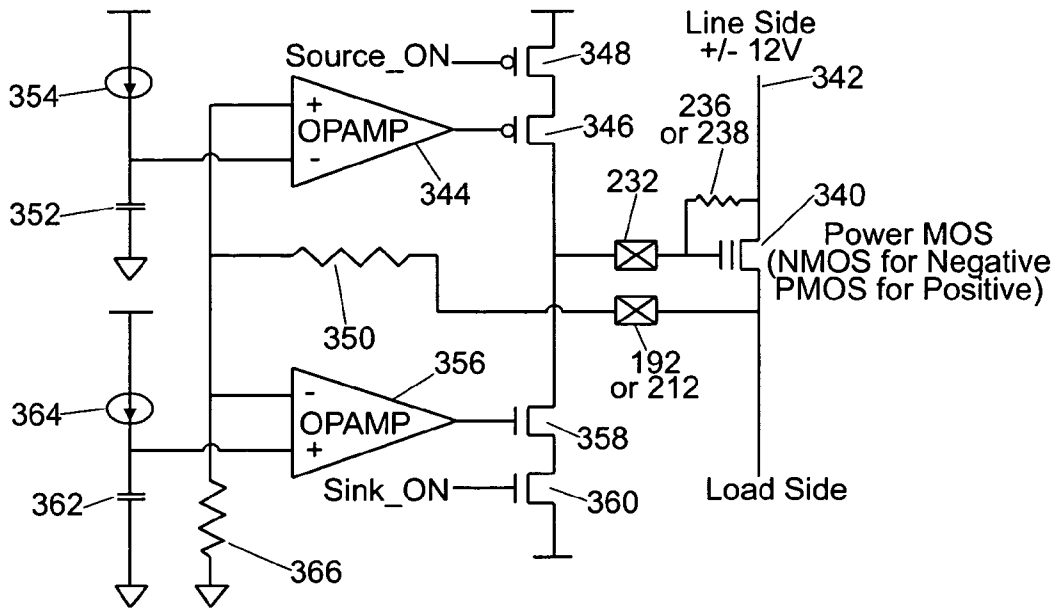 Line Side
+/- 12V
Source_ON
348
342
354
236
or 238
+
OPAMP
-
346
344
232
340
352
Power MOS
(NMOS for Negative
PMOS for Positive)
350
356
192
or 212
364
-
OPAMP
+
358
362
Sink_ON
360
Load Side
366